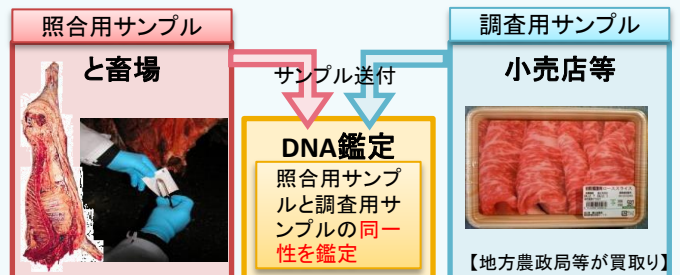 照合用サンプル
と畜場
サンプル送付
調査用サンプル
小売店等
DNA鑑定
照合用サンプ
ルと調査用サ
ンプルの同一
性を鑑定
【地方農政局等が買取り】